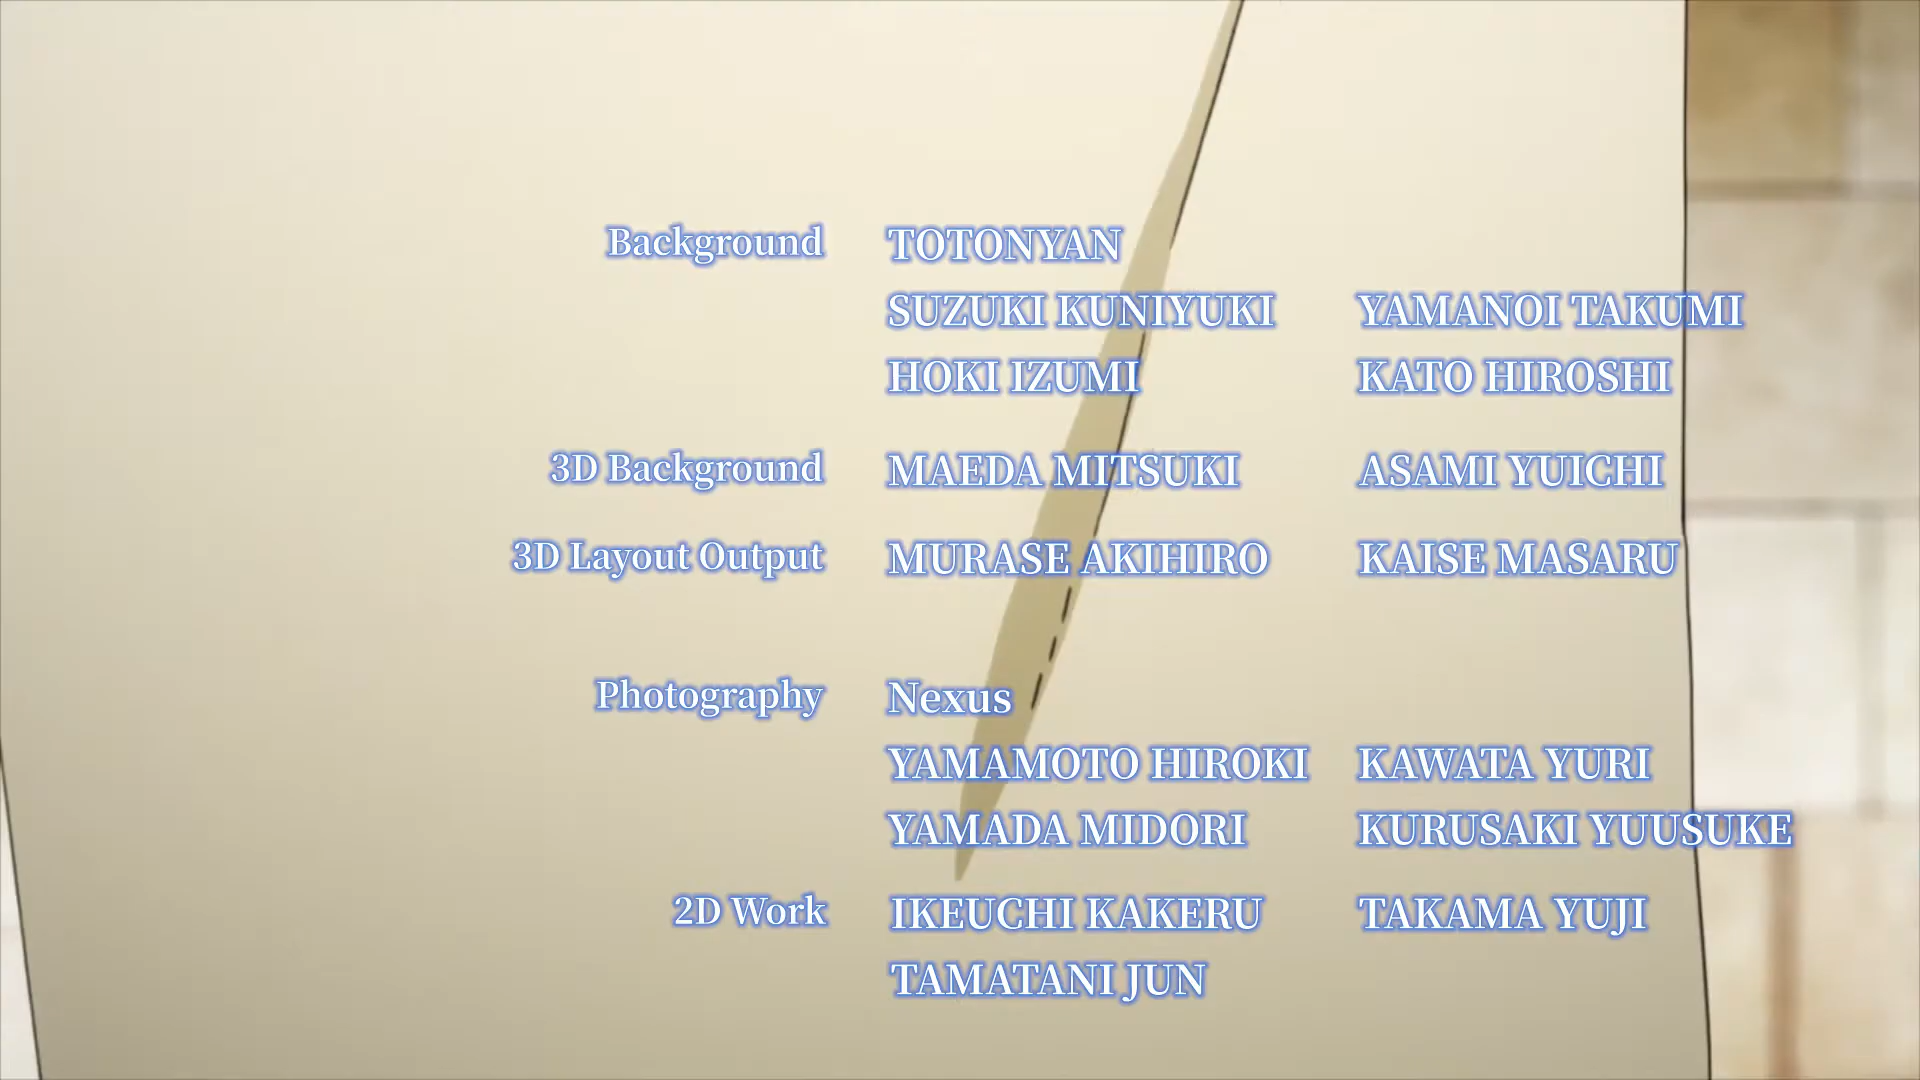 Background TOTONYAN
SUZUKI KUNIYUKI YAMANOI TAKUMI
HOKI IZUMI KATO HIROSHI
3D Background MAEDA MITSUKI ASAMI YUICHI
3D Layout Output MURASE AKIHIRO KAISE MASARU
Photography Nexus
YAMAMOTO HIROKI KAWATA YURI
YAMADA MIDORI KURUSAKI YUUSUKE
2D Work IKEUCHI KAKERU TAKAMA YUJI
TAMATANI JUN